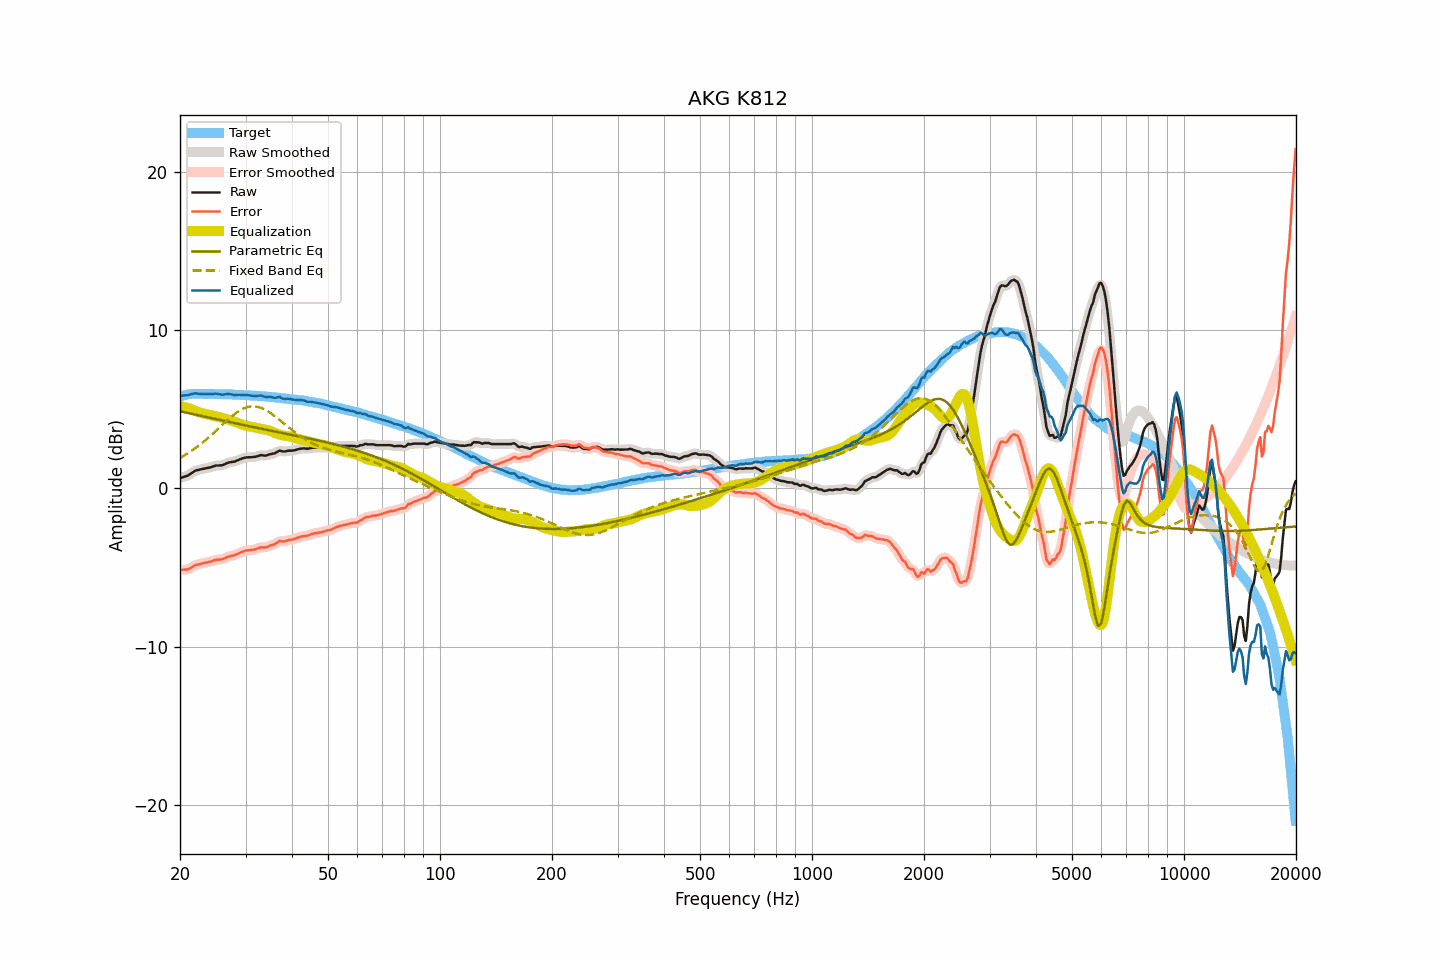 AKG K812
Target
Raw Smoothed
Error Smoothed
Raw
Error
Equalization
Parametric Eq
Fixed Band Eq
Equalized
20
10
0
−10
−20
Amplitude (dBr)
20 50 100 200 500 1000 2000 5000 10000 20000
Frequency (Hz)